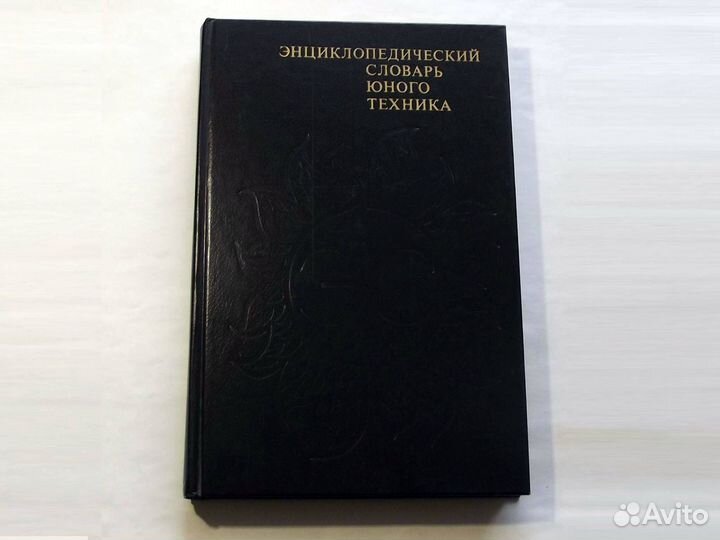 ЭНЦИКЛОПЕДИЧЕСКИЙ
СЛОВАРЬ
ЮНОГО
ТЕХНИКА
Avito